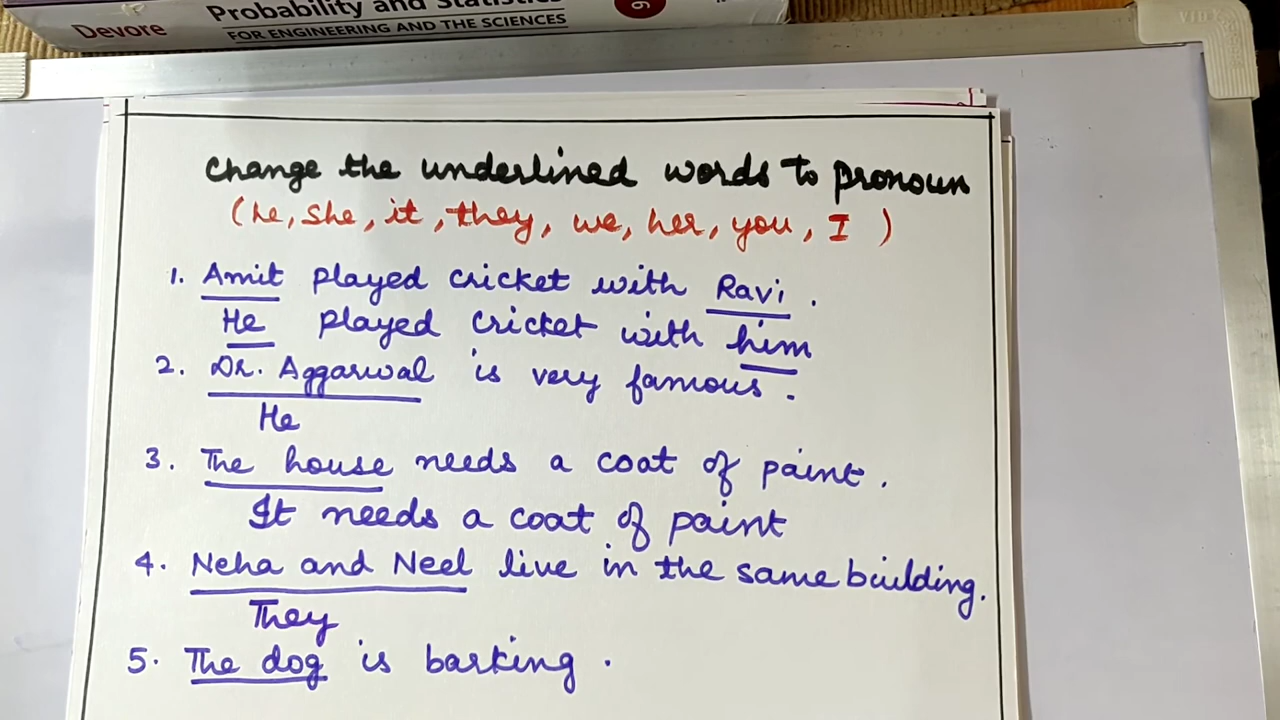 Probability and Statistics
Devore
FOR ENGINEERING AND THE SCIENCES
9
VIDEX
Change the underlined words to pronoun
(he, she, it, they, we, her, you, I)
1. Amit played cricket with Ravi.
He played cricket with him
2. Dr. Aggarwal is very famous.
He
3. The house needs a coat of paint.
It needs a coat of paint
4. Neha and Neel live in the same building.
They
5. The dog is barking.